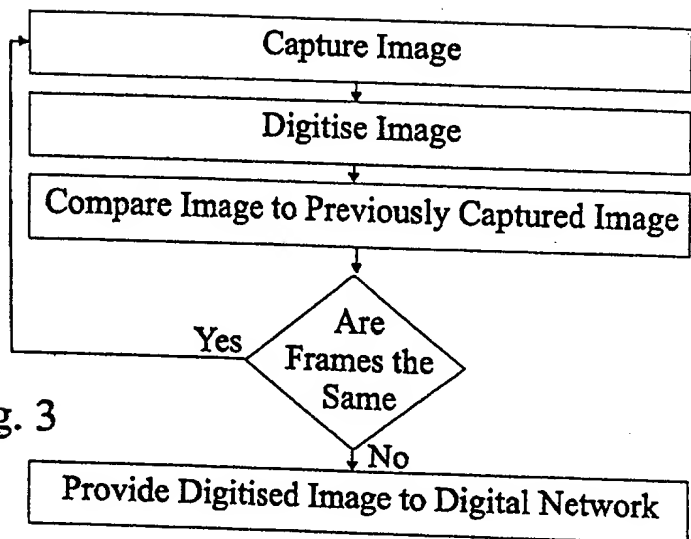 Capture Image
Digitise Image
Compare Image to Previously Captured Image
Are
Frames the
Same
Yes
g. 3
No
Provide Digitised Image to Digital Network